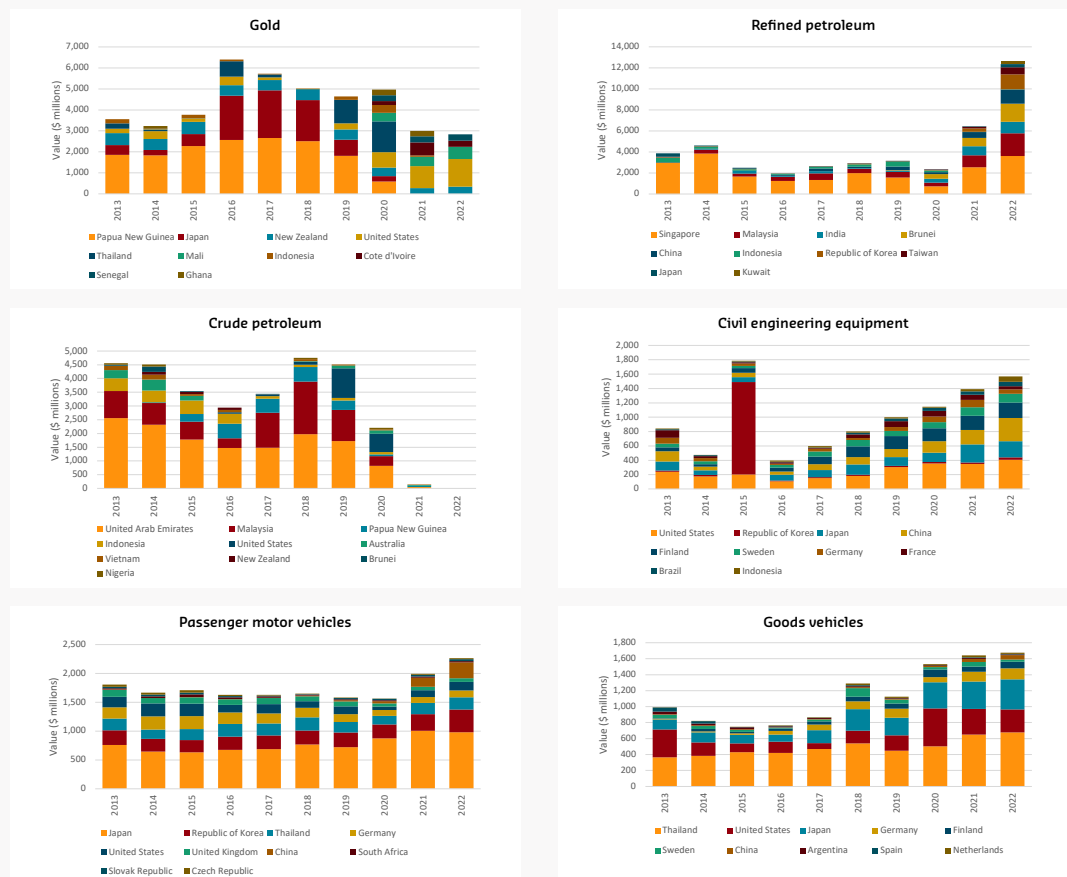 Gold
Value ($ millions)
7,000
6,000
5,000
4,000
3,000
2,000
1,000
0
2013 2014 2015 2016 2017 2018 2019 2020 2021 2022
Papua New Guinea Japan New Zealand United States
Thailand Mali Indonesia Cote d'Ivoire
Senegal Ghana
Refined petroleum
Value ($ millions)
14,000
12,000
10,000
8,000
6,000
4,000
2,000
0
2013 2014 2015 2016 2017 2018 2019 2020 2021 2022
Singapore Malaysia India Brunei
China Indonesia Republic of Korea Taiwan
Japan Kuwait
Crude petroleum
Value ($ millions)
5,000
4,500
4,000
3,500
3,000
2,500
2,000
1,500
1,000
500
0
2013 2014 2015 2016 2017 2018 2019 2020 2021 2022
United Arab Emirates Malaysia Papua New Guinea
Indonesia United States Australia
Vietnam New Zealand Brunei
Nigeria
Civil engineering equipment
Value ($ millions)
2,000
1,800
1,600
1,400
1,200
1,000
800
600
400
200
0
2013 2014 2015 2016 2017 2018 2019 2020 2021 2022
United States Republic of Korea Japan China
Finland Sweden Germany France
Brazil Indonesia
Passenger motor vehicles
Value ($ millions)
2,500
2,000
1,500
1,000
500
0
2013 2014 2015 2016 2017 2018 2019 2020 2021 2022
Japan Republic of Korea Thailand Germany
United States United Kingdom China South Africa
Slovak Republic Czech Republic
Goods vehicles
Value ($ millions)
1,800
1,600
1,400
1,200
1,000
800
600
400
200
0
2013 2014 2015 2016 2017 2018 2019 2020 2021 2022
Thailand United States Japan Germany Finland
Sweden China Argentina Spain Netherlands